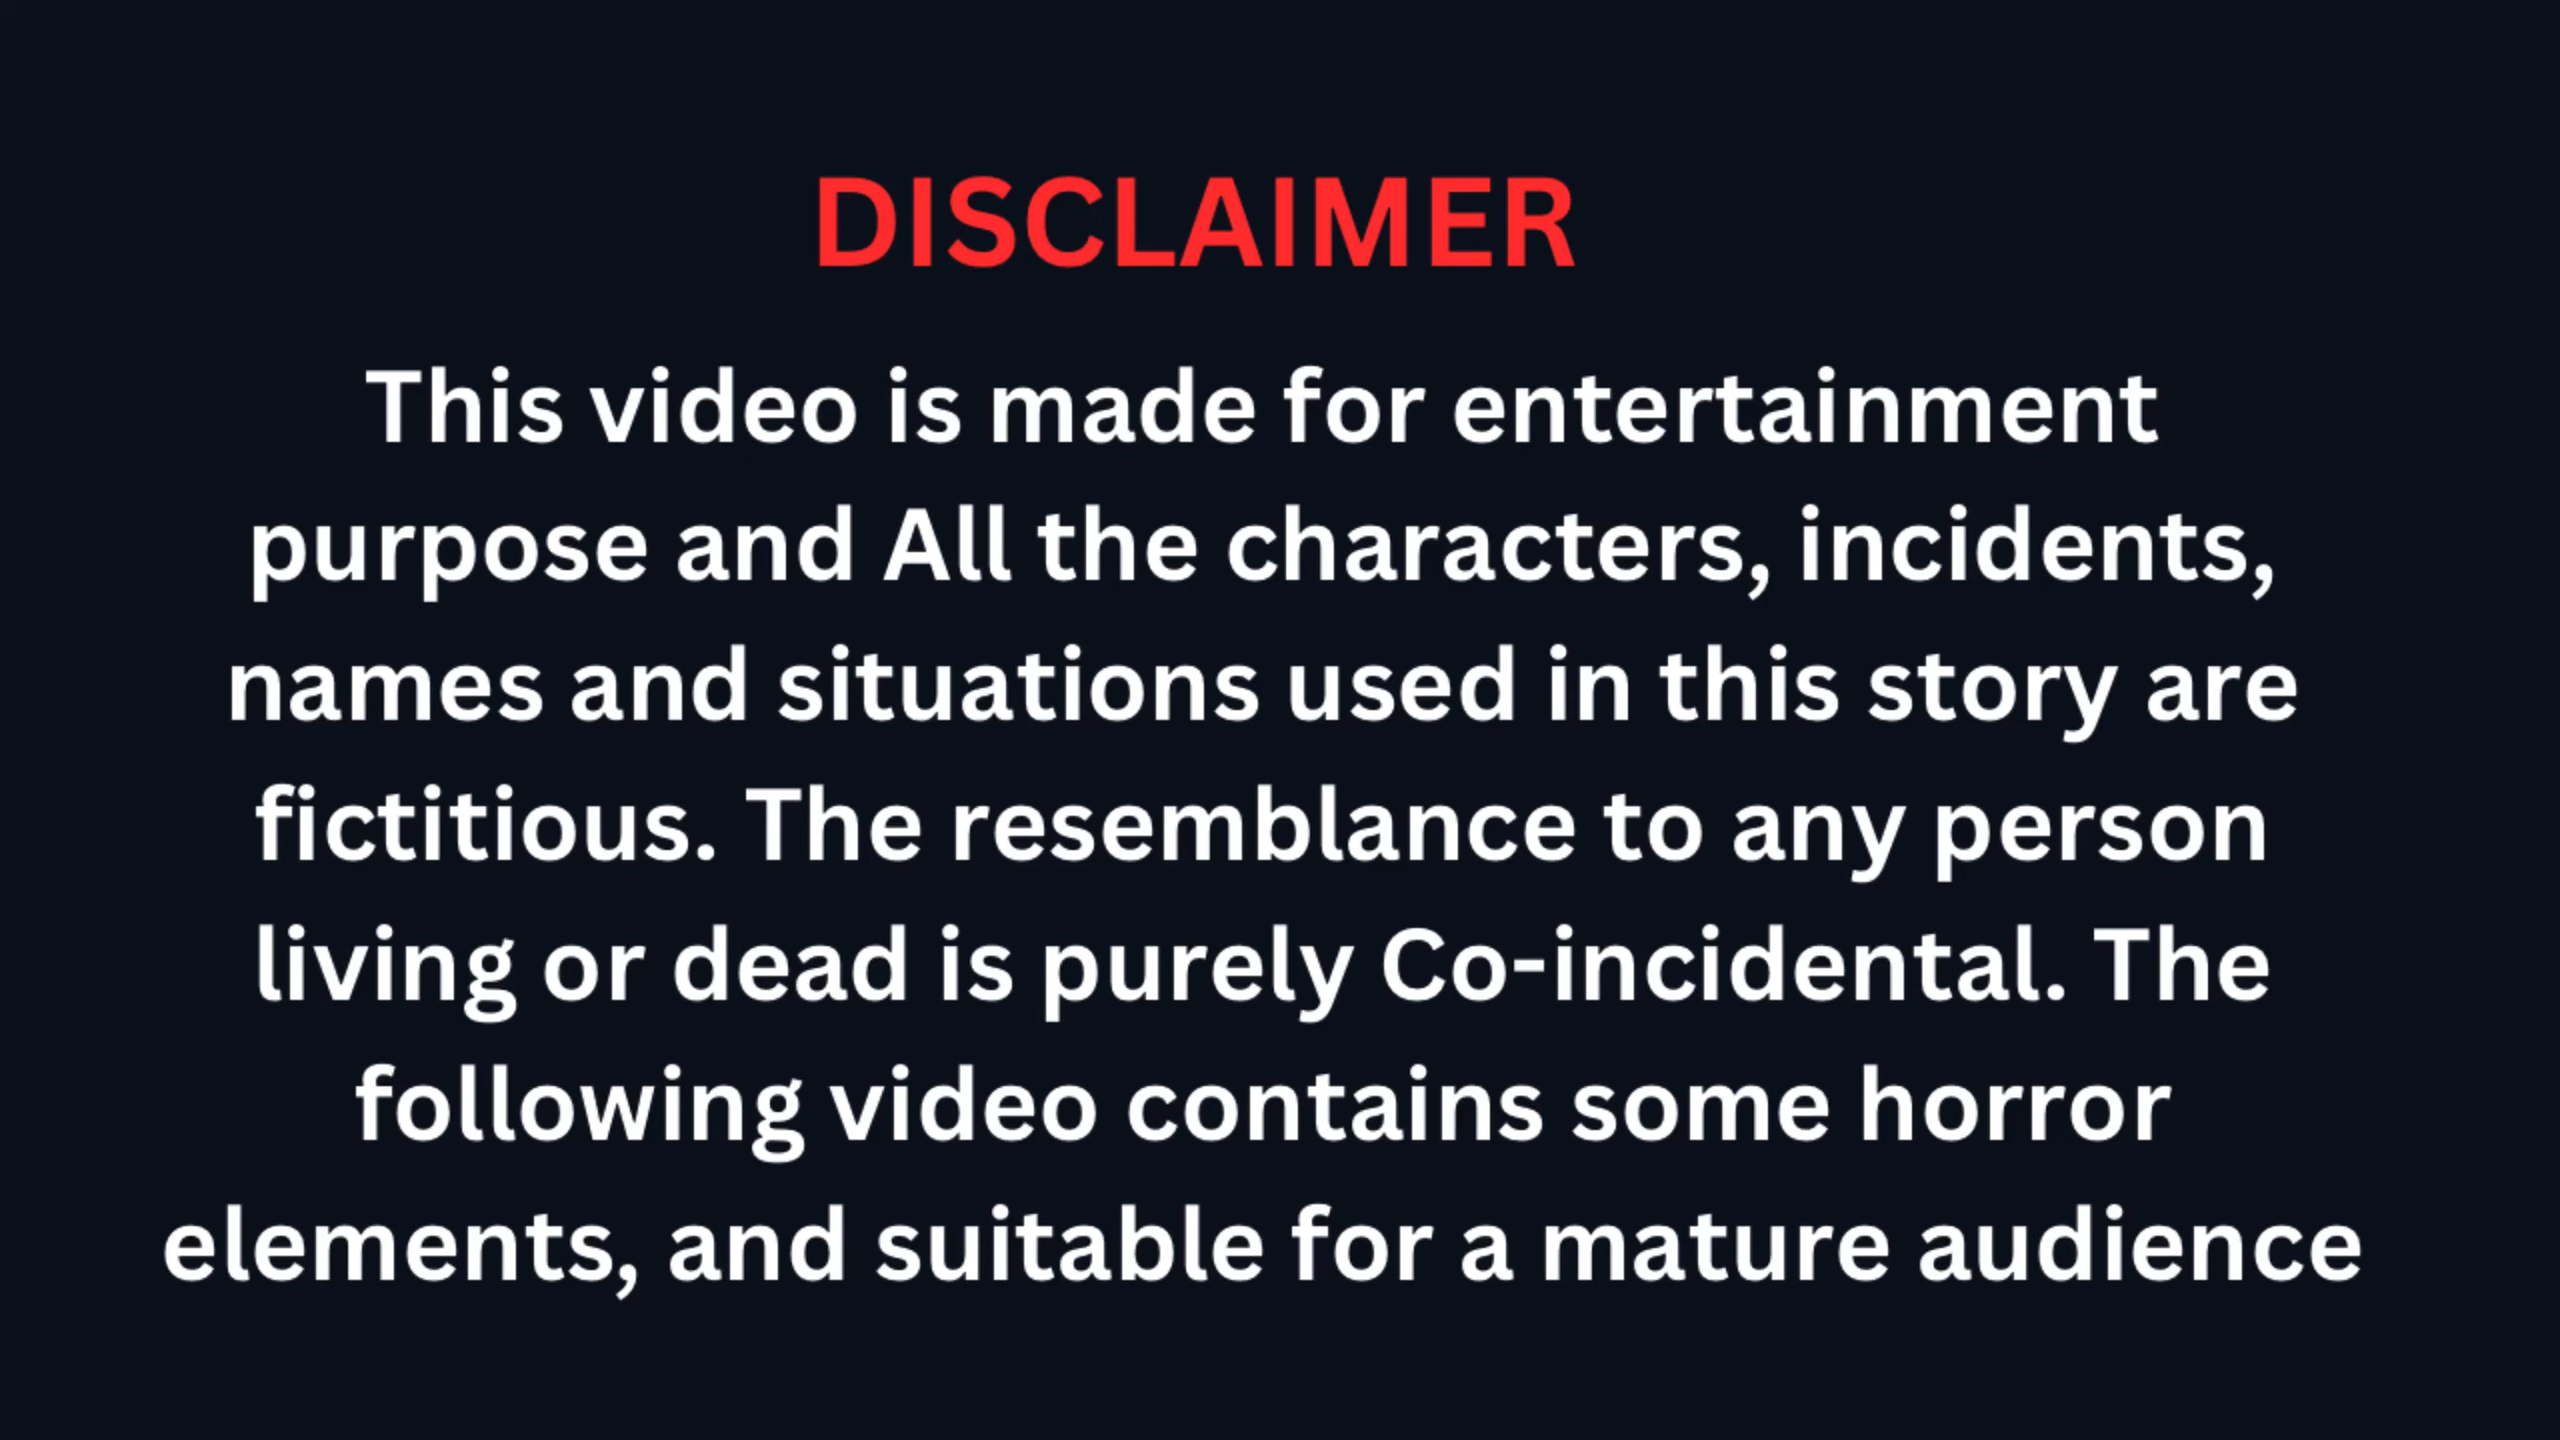 DISCLAIMER
This video is made for entertainment
purpose and All the characters, incidents,
names and situations used in this story are
fictitious. The resemblance to any person
living or dead is purely Co-incidental. The
following video contains some horror
elements, and suitable for a mature audience